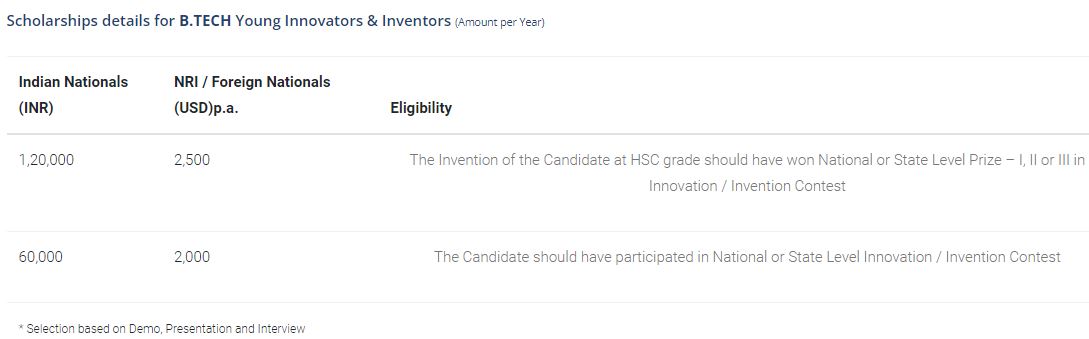 Scholarships details for B.TECH Young Innovators & Inventors (Amount per Year)
Indian Nationals (INR)
NRI / Foreign Nationals (USD)p.a.
Eligibility
1,20,000
2,500
The Invention of the Candidate at HSC grade should have won National or State Level Prize – I, II or III in
Innovation / Invention Contest
60,000
2,000
The Candidate should have participated in National or State Level Innovation / Invention Contest
* Selection based on Demo, Presentation and Interview